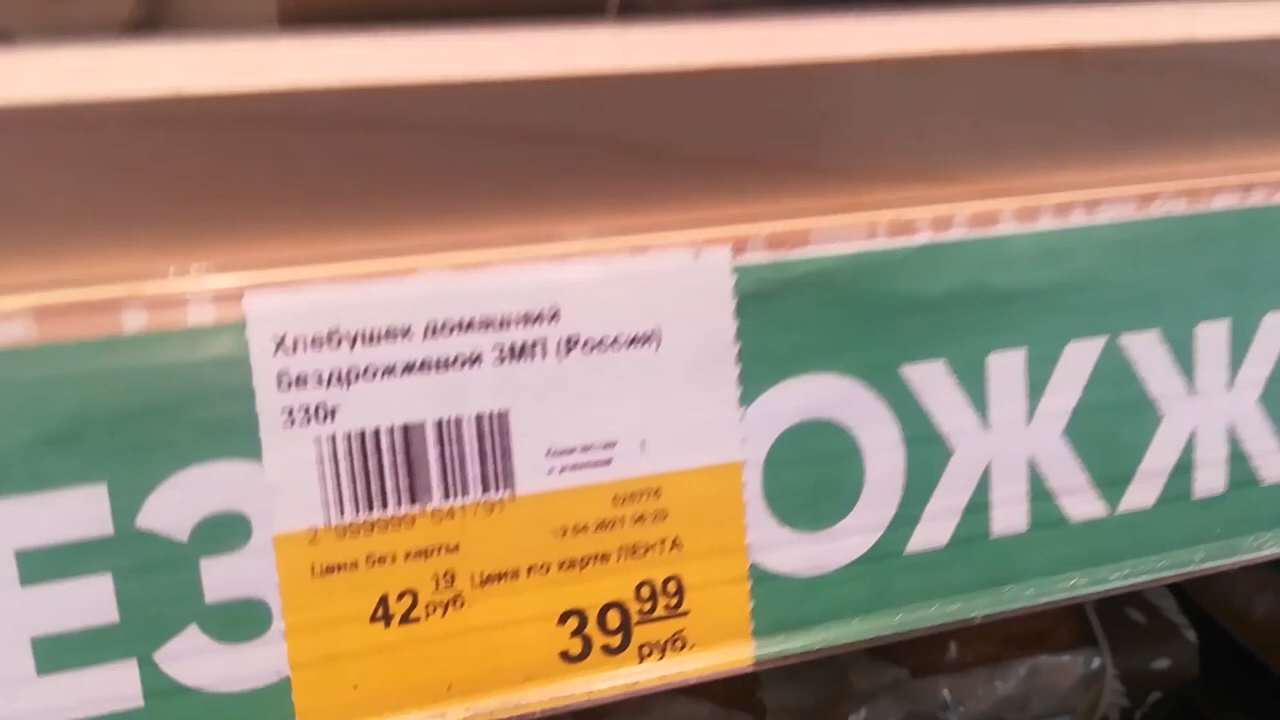 Хлебушек домашний
бездрожжевой ЗМП (Россия)
330г
Цена без карты
42 19 руб
Цена по карте ЛЕНТА
39 99 руб.
ЕЗ
ОЖЖ